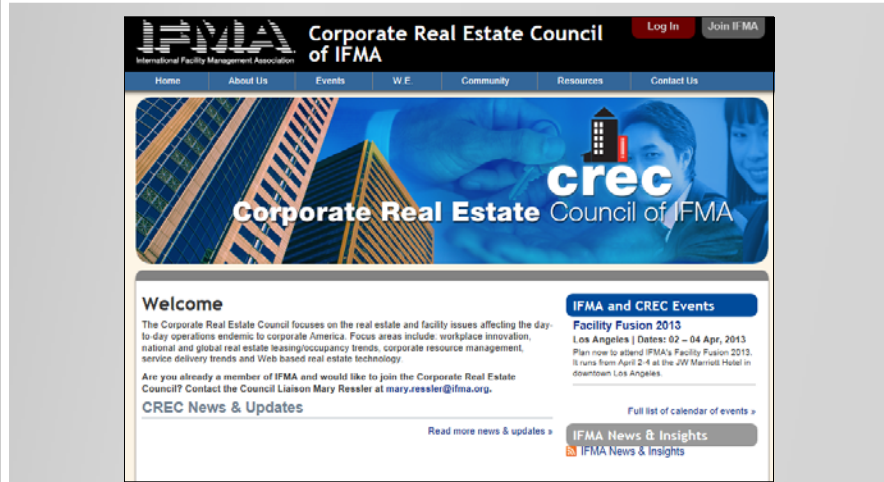 IFMA
International Facility Management Association
Corporate Real Estate Council
of IFMA
Log In
Join IFMA
Home
About Us
Events
W.E.
Community
Resources
Contact Us
crec
Corporate Real Estate Council of IFMA
Welcome
The Corporate Real Estate Council focuses on the real estate and facility issues affecting the day-
to-day operations endemic to corporate America. Focus areas include: workplace innovation,
national and global real estate leasing/occupancy trends, corporate resource management,
service delivery trends and Web based real estate technology.
Are you already a member of IFMA and would like to join the Corporate Real Estate
Council? Contact the Council Liaison Mary Ressler at mary.ressler@ifma.org.
CREC News & Updates
Read more news & updates »
IFMA and CREC Events
Facility Fusion 2013
Los Angeles | Dates: 02 – 04 Apr, 2013
Plan now to attend IFMA's Facility Fusion 2013.
It runs from April 2-4 at the JW Marriott Hotel in
downtown Los Angeles.
Full list of calendar of events »
IFMA News & Insights
IFMA News & Insights